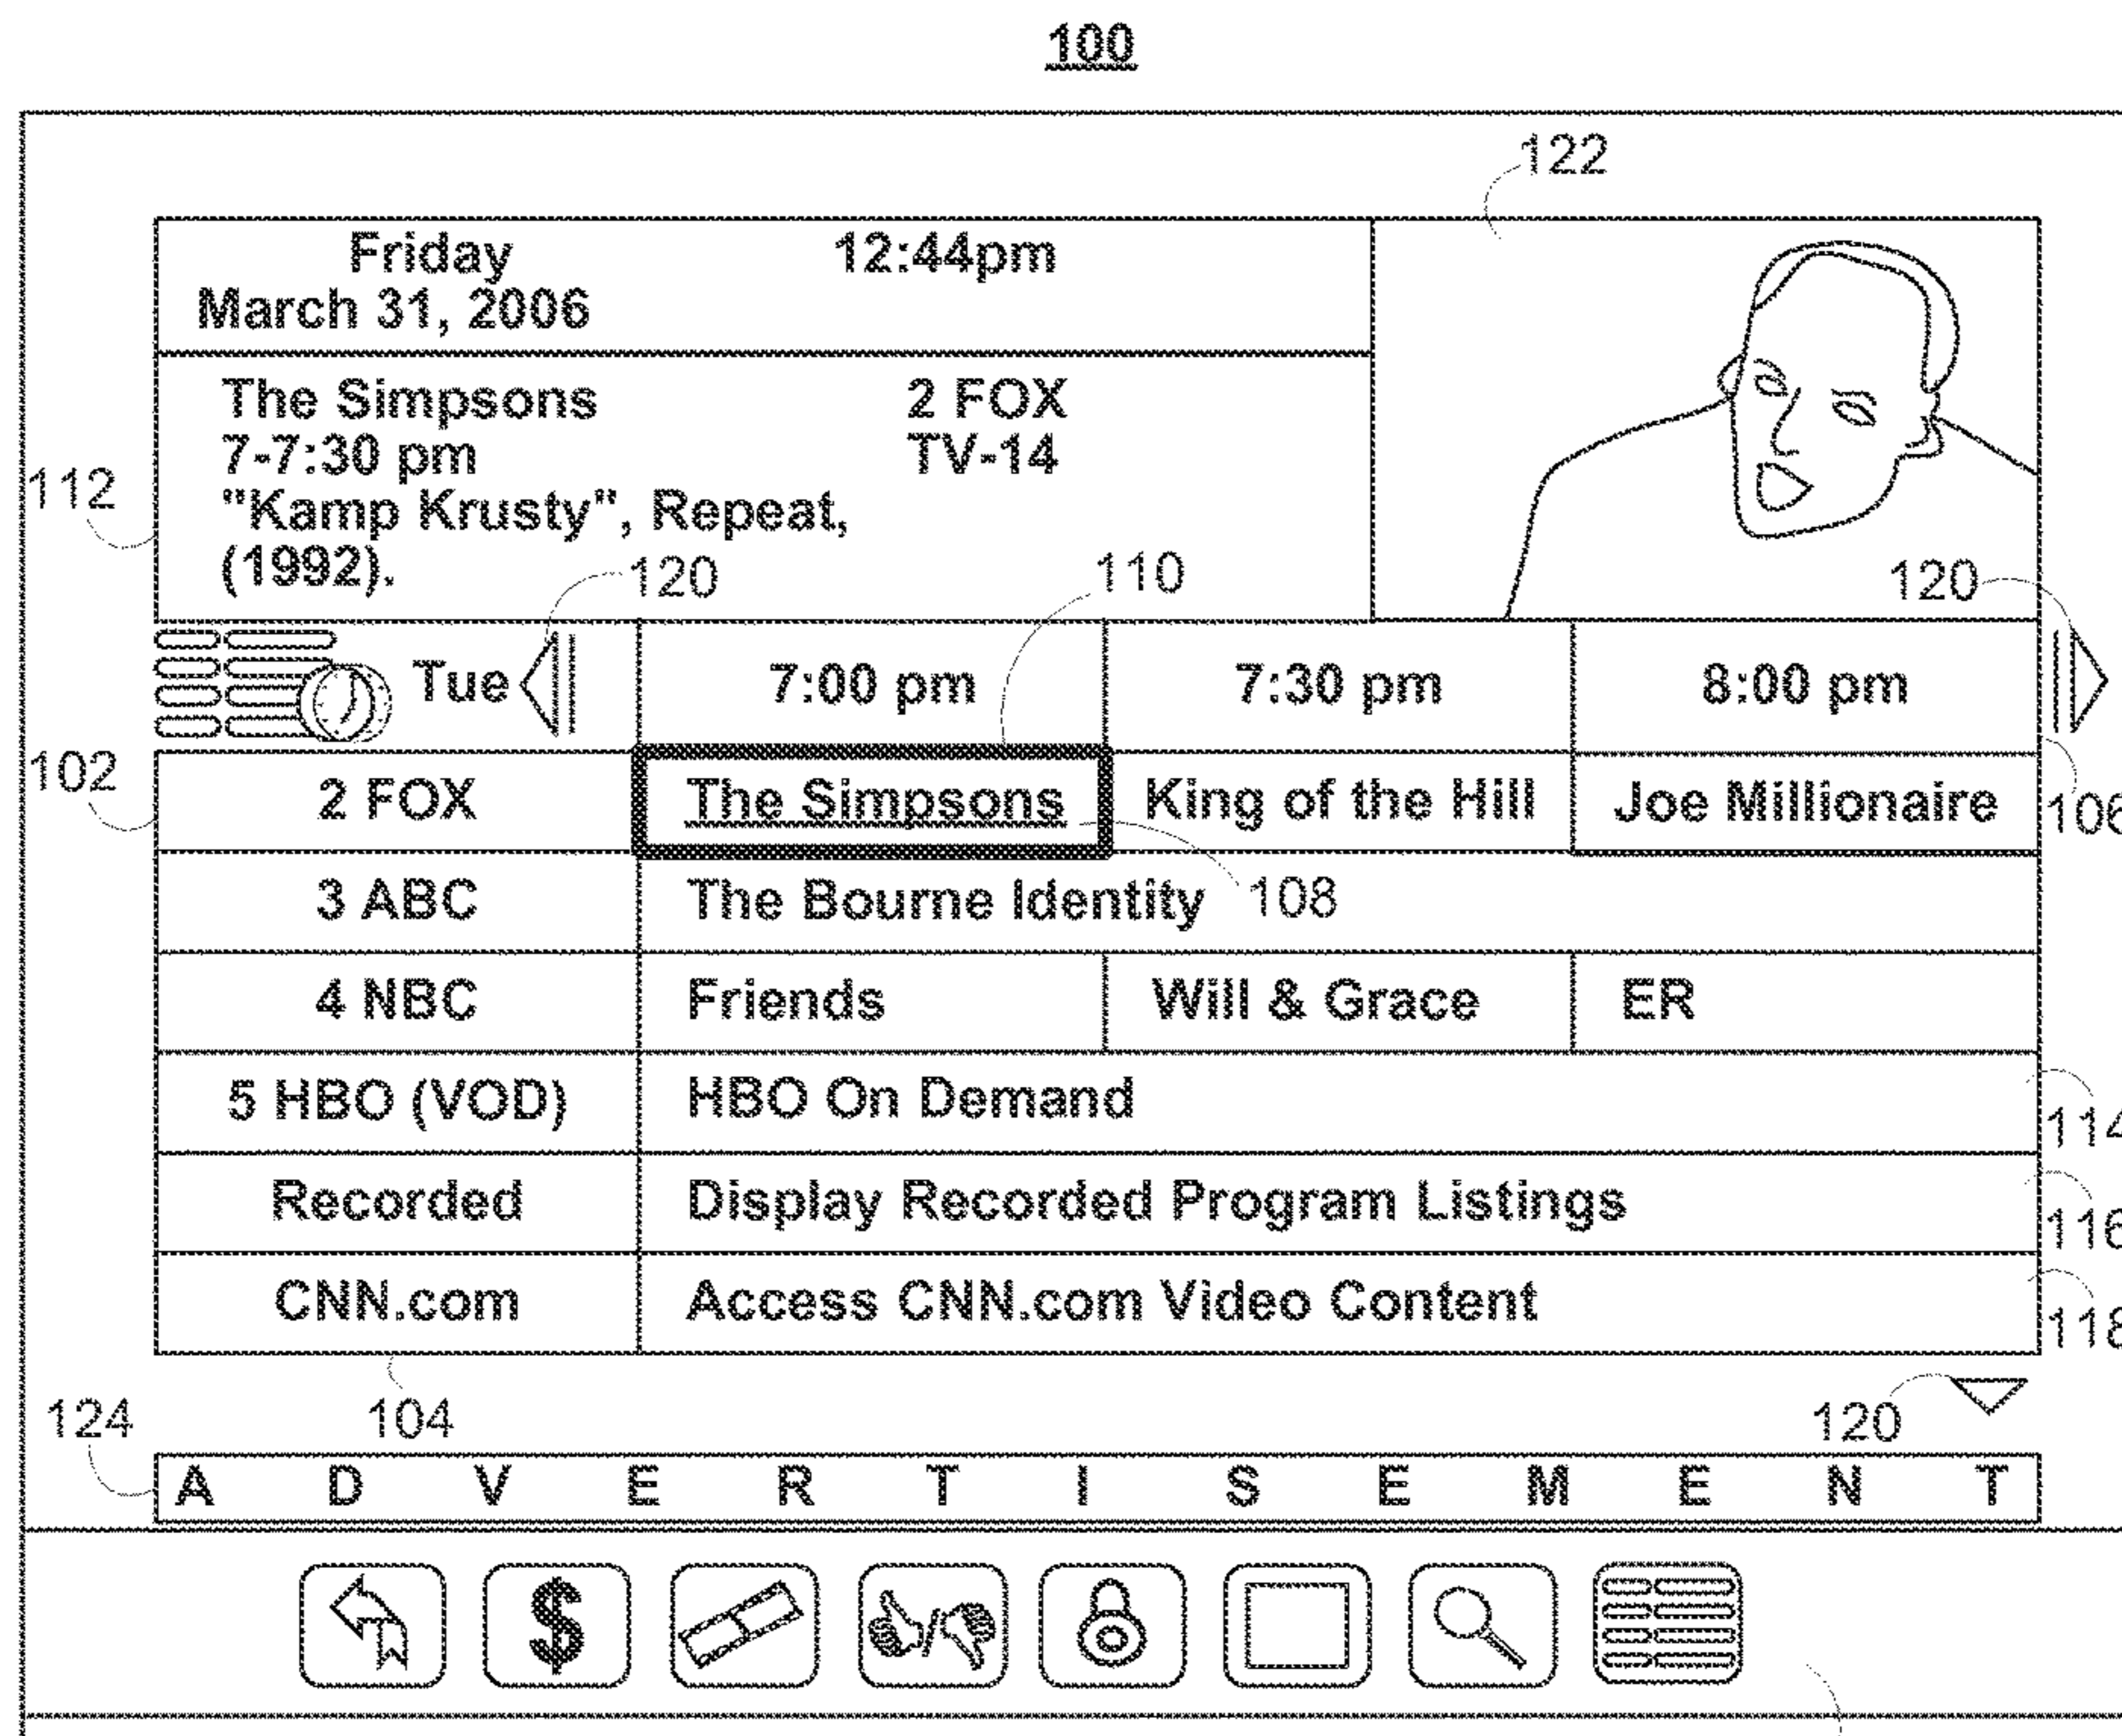 100
122
Friday 12:44pm
March 31, 2006
The Simpsons 2 FOX
7-7:30 pm TV-14
112
"Kamp Krusty", Repeat,
(1992).
120 110 120
Tue 7:00 pm 7:30 pm 8:00 pm
102
2 FOX The Simpsons King of the Hill Joe Millionaire 106
3 ABC The Bourne Identity 108
4 NBC Friends Will & Grace ER
5 HBO (VOD) HBO On Demand
114
Recorded Display Recorded Program Listings
116
CNN.com Access CNN.com Video Content
118
124 104 120
A D V E R T I S E M E N T
$